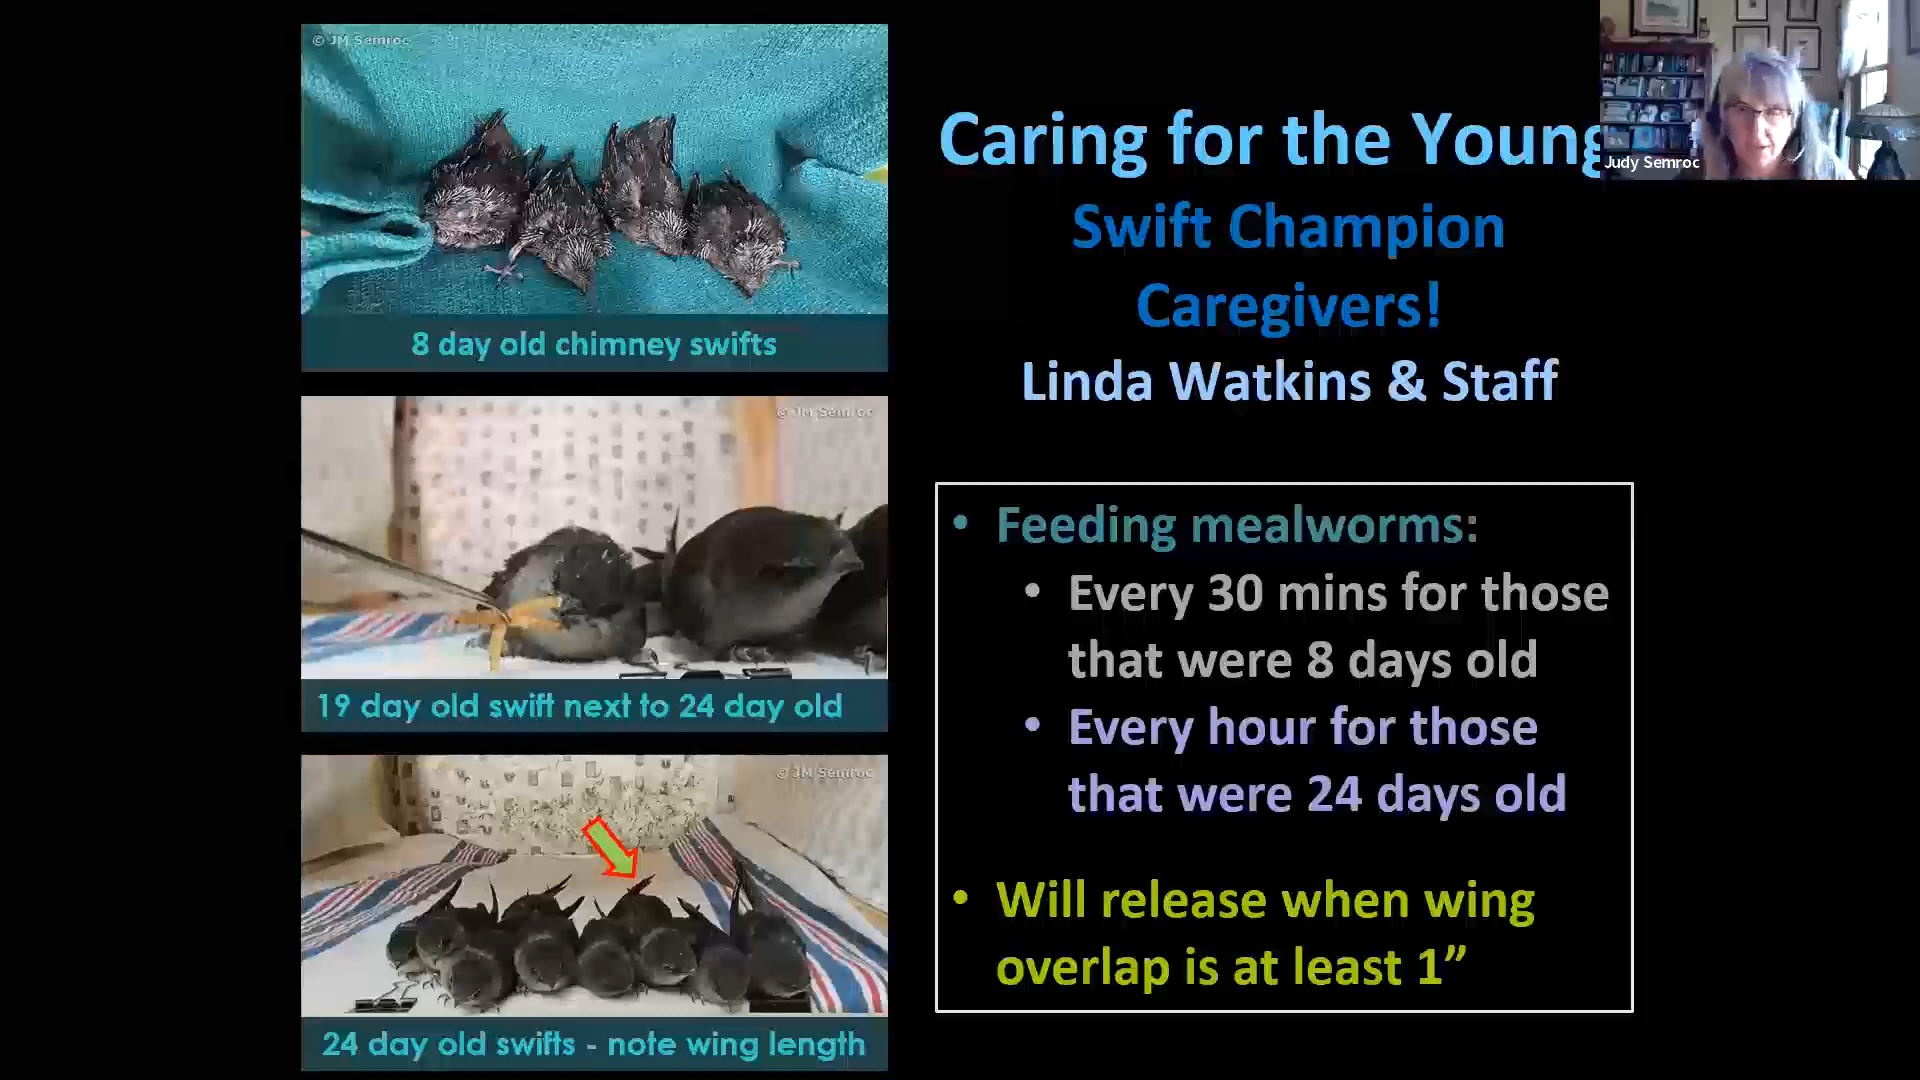 © JM Semroc
8 day old chimney swifts
© JM Semroc
19 day old swift next to 24 day old
© JM Semroc
24 day old swifts - note wing length
Caring for the Young
Swift Champion
Caregivers!
Linda Watkins & Staff
• Feeding mealworms:
• Every 30 mins for those
that were 8 days old
• Every hour for those
that were 24 days old
• Will release when wing
overlap is at least 1”
Judy Semroc